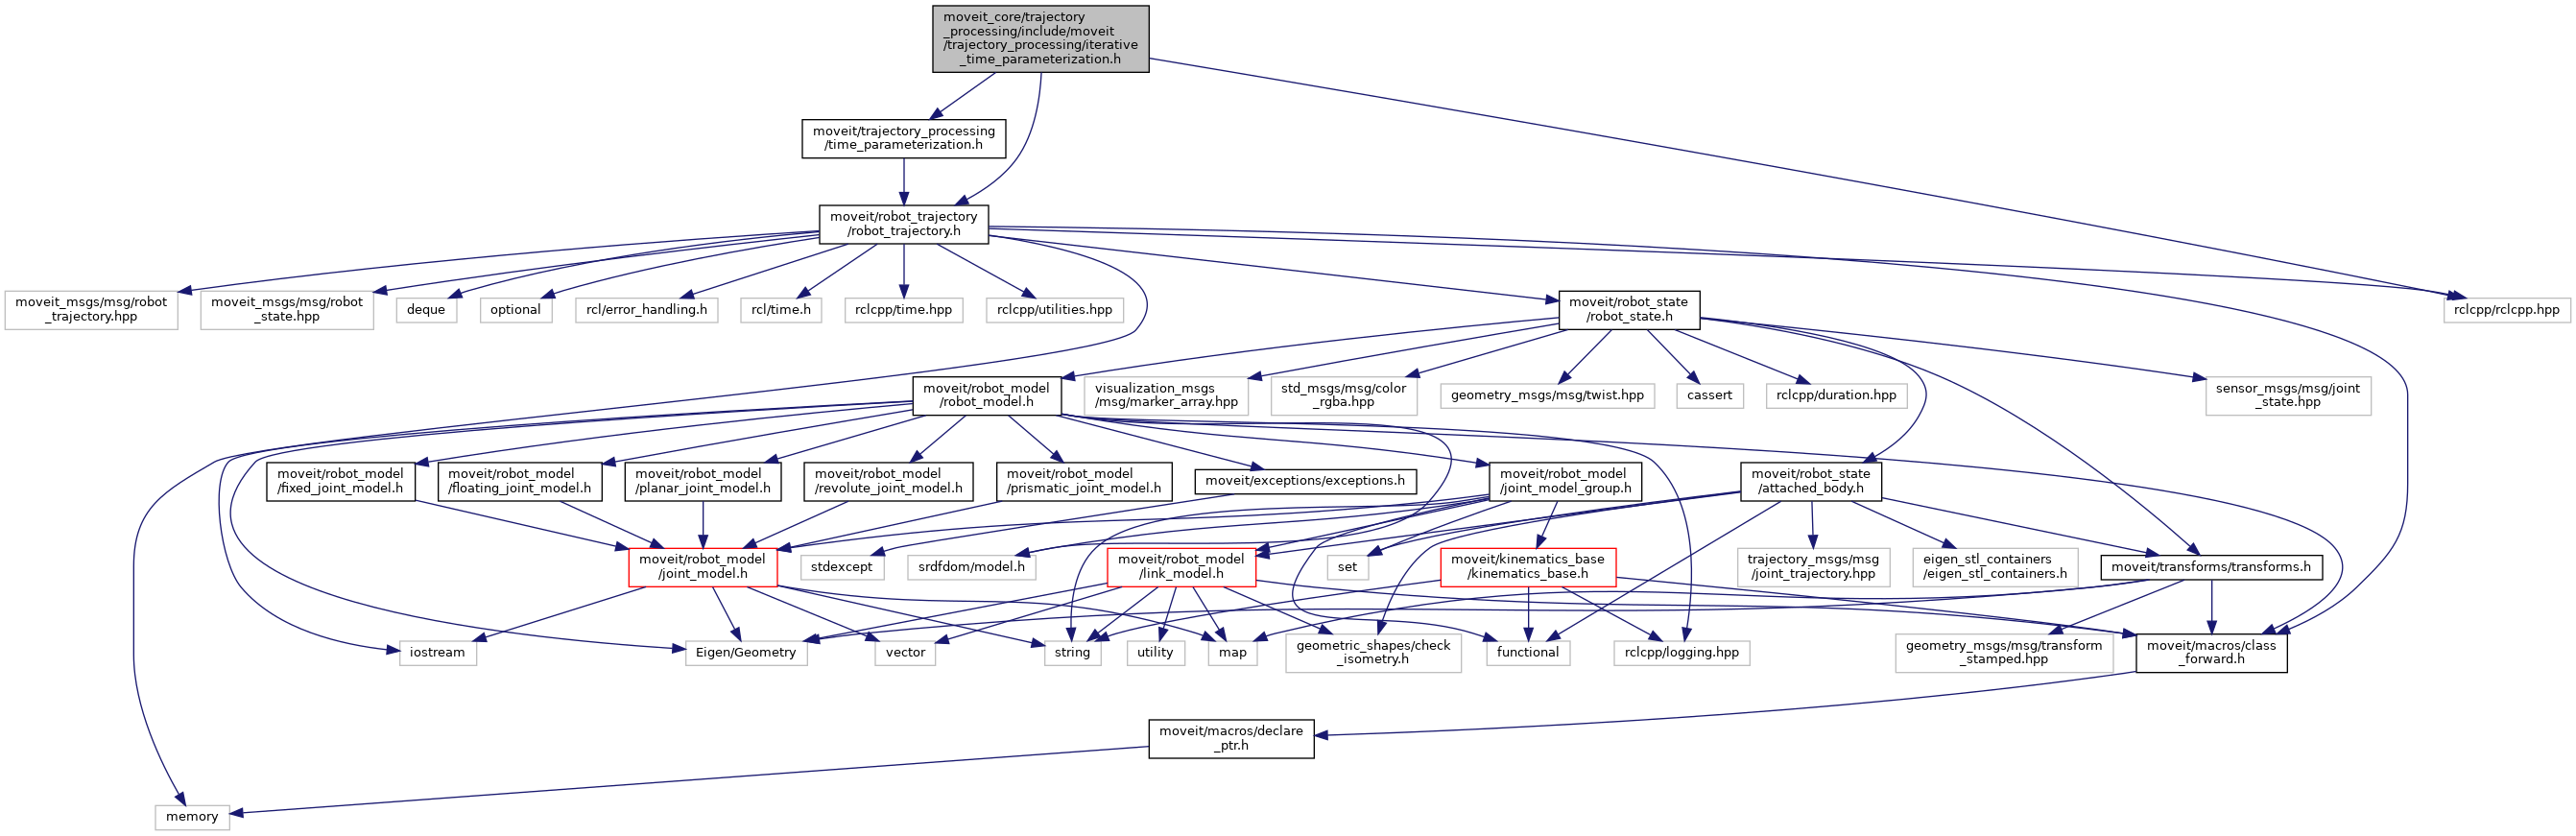 moveit_core/trajectory
_processing/include/moveit
/trajectory_processing/iterative
_time_parameterization.h
moveit/trajectory_processing
/time_parameterization.h
moveit/robot_trajectory
/robot_trajectory.h
moveit_msgs/msg/robot
_trajectory.hpp
moveit_msgs/msg/robot
_state.hpp
deque
optional
rcl/error_handling.h
rcl/time.h
rclcpp/time.hpp
rclcpp/utilities.hpp
moveit/robot_state
/robot_state.h
rclcpp/rclcpp.hpp
moveit/robot_model
/robot_model.h
visualization_msgs
/msg/marker_array.hpp
std_msgs/msg/color
_rgba.hpp
geometry_msgs/msg/twist.hpp
cassert
rclcpp/duration.hpp
sensor_msgs/msg/joint
_state.hpp
moveit/robot_model
/fixed_joint_model.h
moveit/robot_model
/floating_joint_model.h
moveit/robot_model
/planar_joint_model.h
moveit/robot_model
/revolute_joint_model.h
moveit/robot_model
/prismatic_joint_model.h
moveit/exceptions/exceptions.h
moveit/robot_model
/joint_model_group.h
moveit/robot_state
/attached_body.h
moveit/robot_model
/joint_model.h
stdexcept
srdfdom/model.h
moveit/robot_model
/link_model.h
set
moveit/kinematics_base
/kinematics_base.h
trajectory_msgs/msg
/joint_trajectory.hpp
eigen_stl_containers
/eigen_stl_containers.h
moveit/transforms/transforms.h
iostream
Eigen/Geometry
vector
string
utility
map
geometric_shapes/check
_isometry.h
functional
rclcpp/logging.hpp
geometry_msgs/msg/transform
_stamped.hpp
moveit/macros/class
_forward.h
moveit/macros/declare
_ptr.h
memory